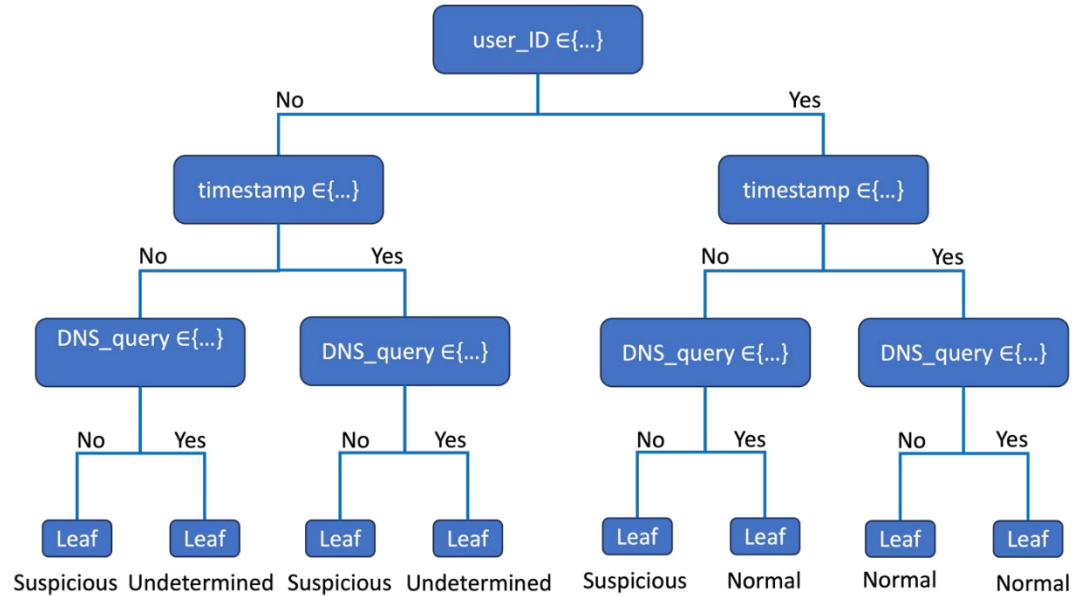 user_ID ∈{...}
No
Yes
timestamp ∈{...}
timestamp ∈{...}
No
Yes
No
Yes
DNS_query ∈{...}
DNS_query ∈{...}
DNS_query ∈{...}
DNS_query ∈{...}
No
Yes
No
Yes
No
Yes
No
Yes
Leaf
Leaf
Leaf
Leaf
Leaf
Leaf
Leaf
Leaf
Suspicious
Undetermined
Suspicious
Undetermined
Suspicious
Normal
Normal
Normal